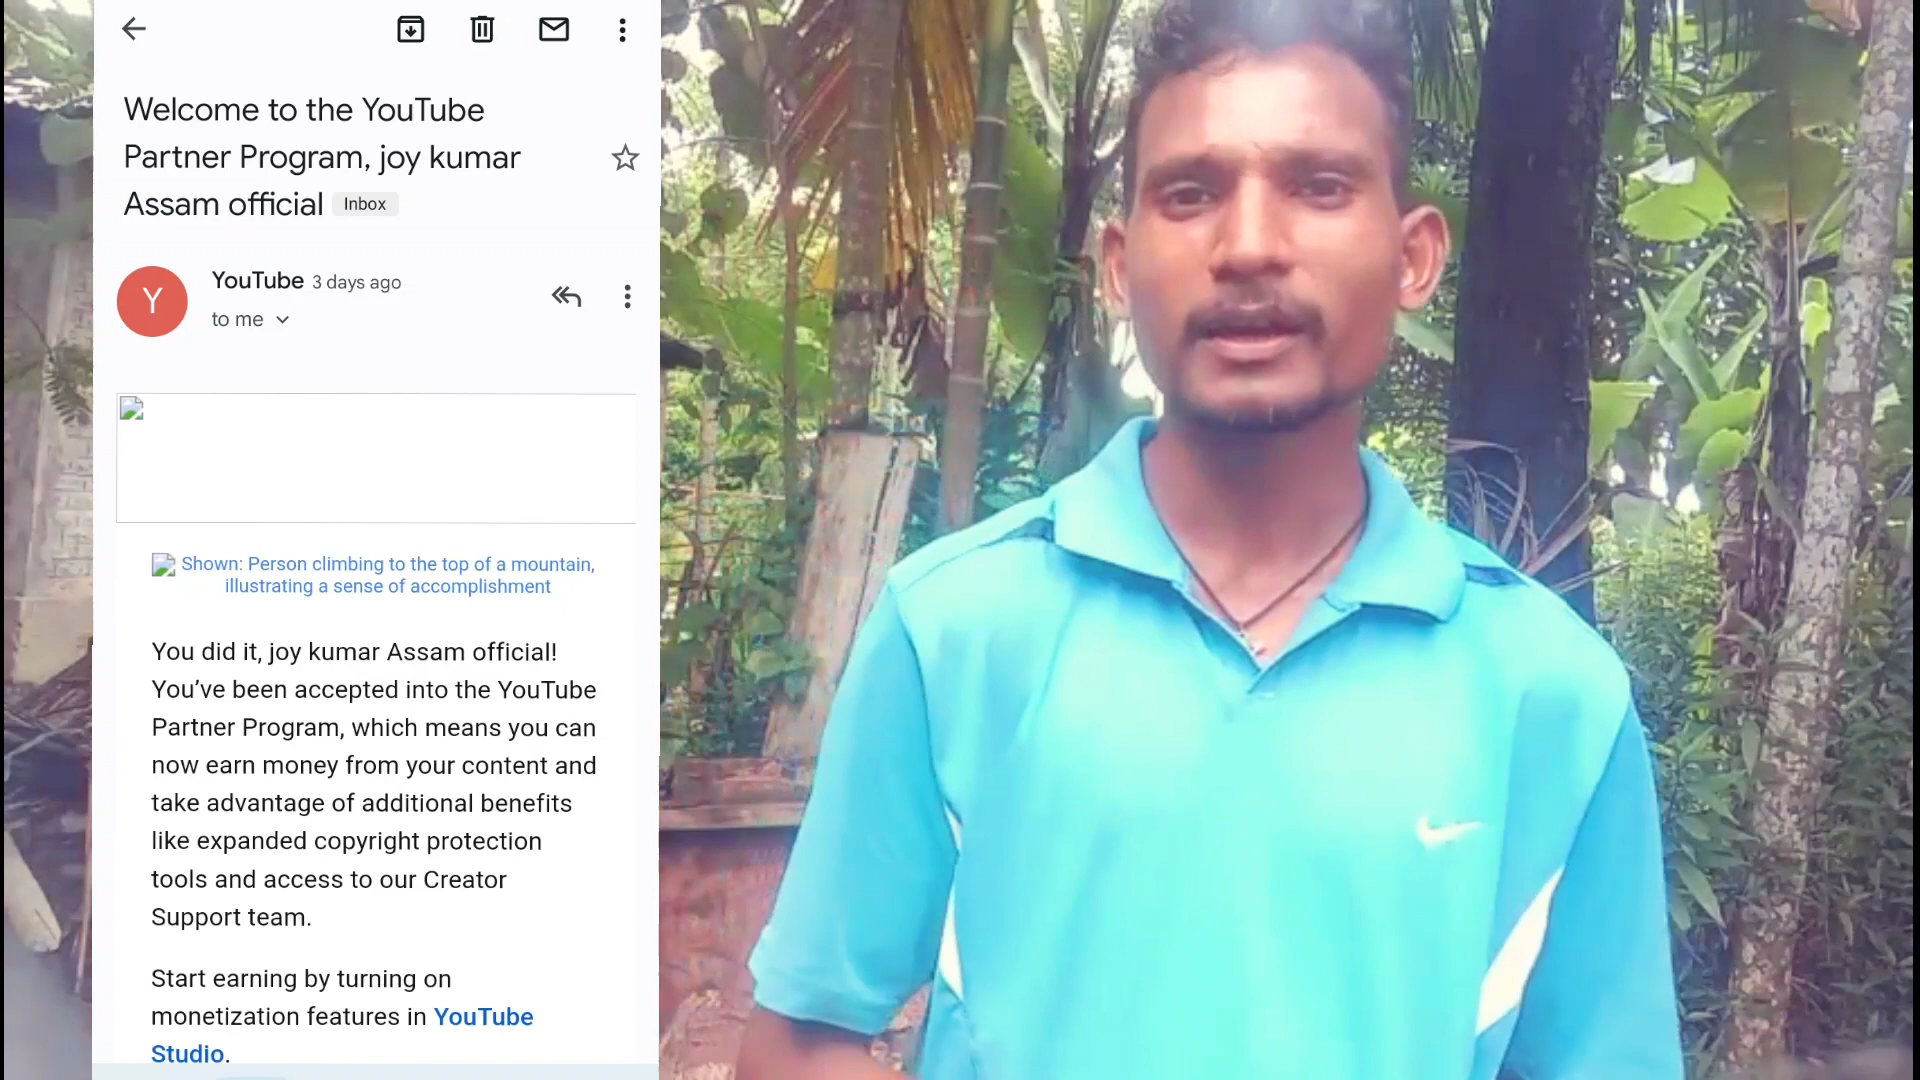 Welcome to the YouTube
Partner Program, joy kumar
Assam official Inbox
Y
YouTube 3 days ago
to me
Shown: Person climbing to the top of a mountain,
illustrating a sense of accomplishment
You did it, joy kumar Assam official!
You’ve been accepted into the YouTube
Partner Program, which means you can
now earn money from your content and
take advantage of additional benefits
like expanded copyright protection
tools and access to our Creator
Support team.
Start earning by turning on
monetization features in YouTube
Studio.